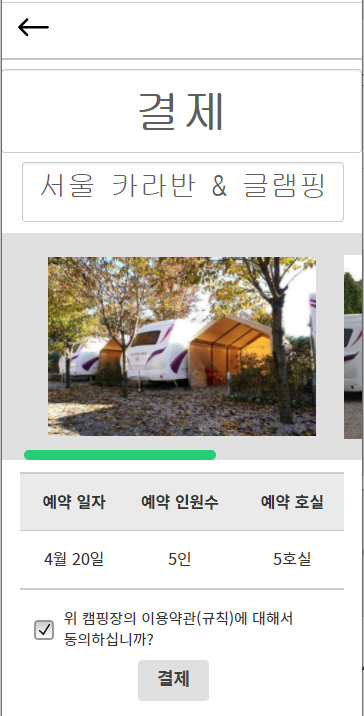 결제
서울 카라반 & 글램핑
예약 일자 예약 인원수 예약 호실
4월 20일 5인 5호실
위 캠핑장의 이용약관(규칙)에 대해서
동의하십니까?
결제